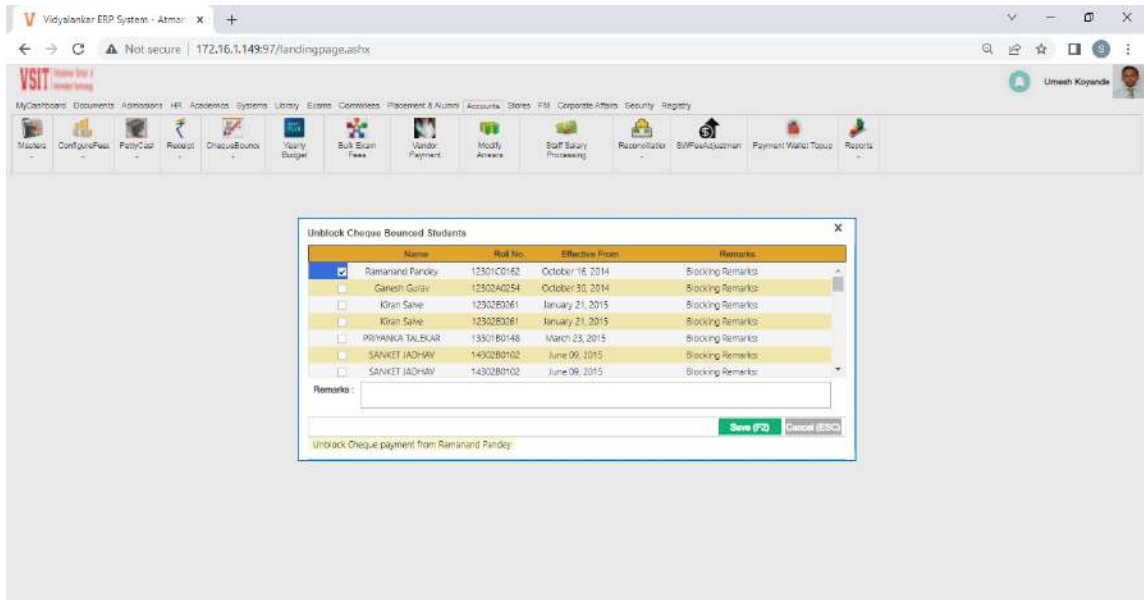 Vidyalankar ERP System - Atmar
Not secure 172.16.1.149:97/landingpage.ashx
S
VSIT
Umesh Koyande
MyDashboard Documents Admissions HR Academics Systems Library Exams Commitees Placement & Alumni Accounts Stores FM Corporate Affairs Security Registry
Masters ConfigureFees PettyCash Receipt ChequeBounce Yearly Budget Bulk Exam Fees Vendor Payment Modify Arrears Staff Salary Processing Reconciliation BWFeeAdjustmen Payment Wallet Topup Reports
Unblock Cheque Bounced Students X
Name Roll No. Effective From Remarks
Ramanand Pandey 12301C0162 October 16, 2014 Blocking Remarks:
Ganesh Gurav 12302A0254 October 30, 2014 Blocking Remarks:
Kiran Salve 12302E0261 January 21, 2015 Blocking Remarks:
Kiran Salve 12302E0261 January 21, 2015 Blocking Remarks:
PRIYANKA TALEKAR 13301B0148 March 23, 2015 Blocking Remarks:
SANKET JADHAV 14302B0102 June 09, 2015 Blocking Remarks:
SANKET JADHAV 14302B0102 June 09, 2015 Blocking Remarks:
Remarks :
Save (F2) Cancel (ESC)
Unblock Cheque payment from Ramanand Pandey